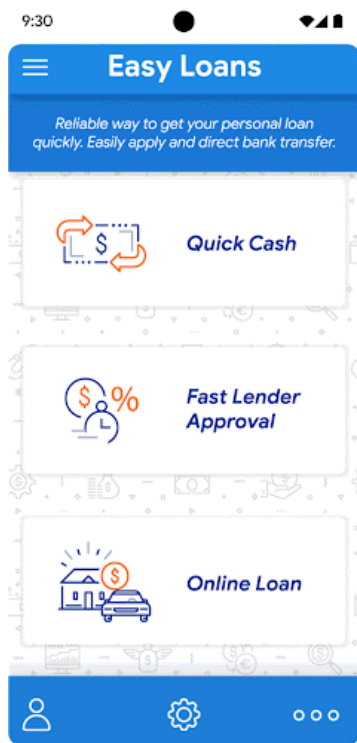 9:30
Easy Loans
Reliable way to get your personal loan
quickly. Easily apply and direct bank transfer.
$
Quick Cash
$ %
Fast Lender
Approval
$
Online Loan